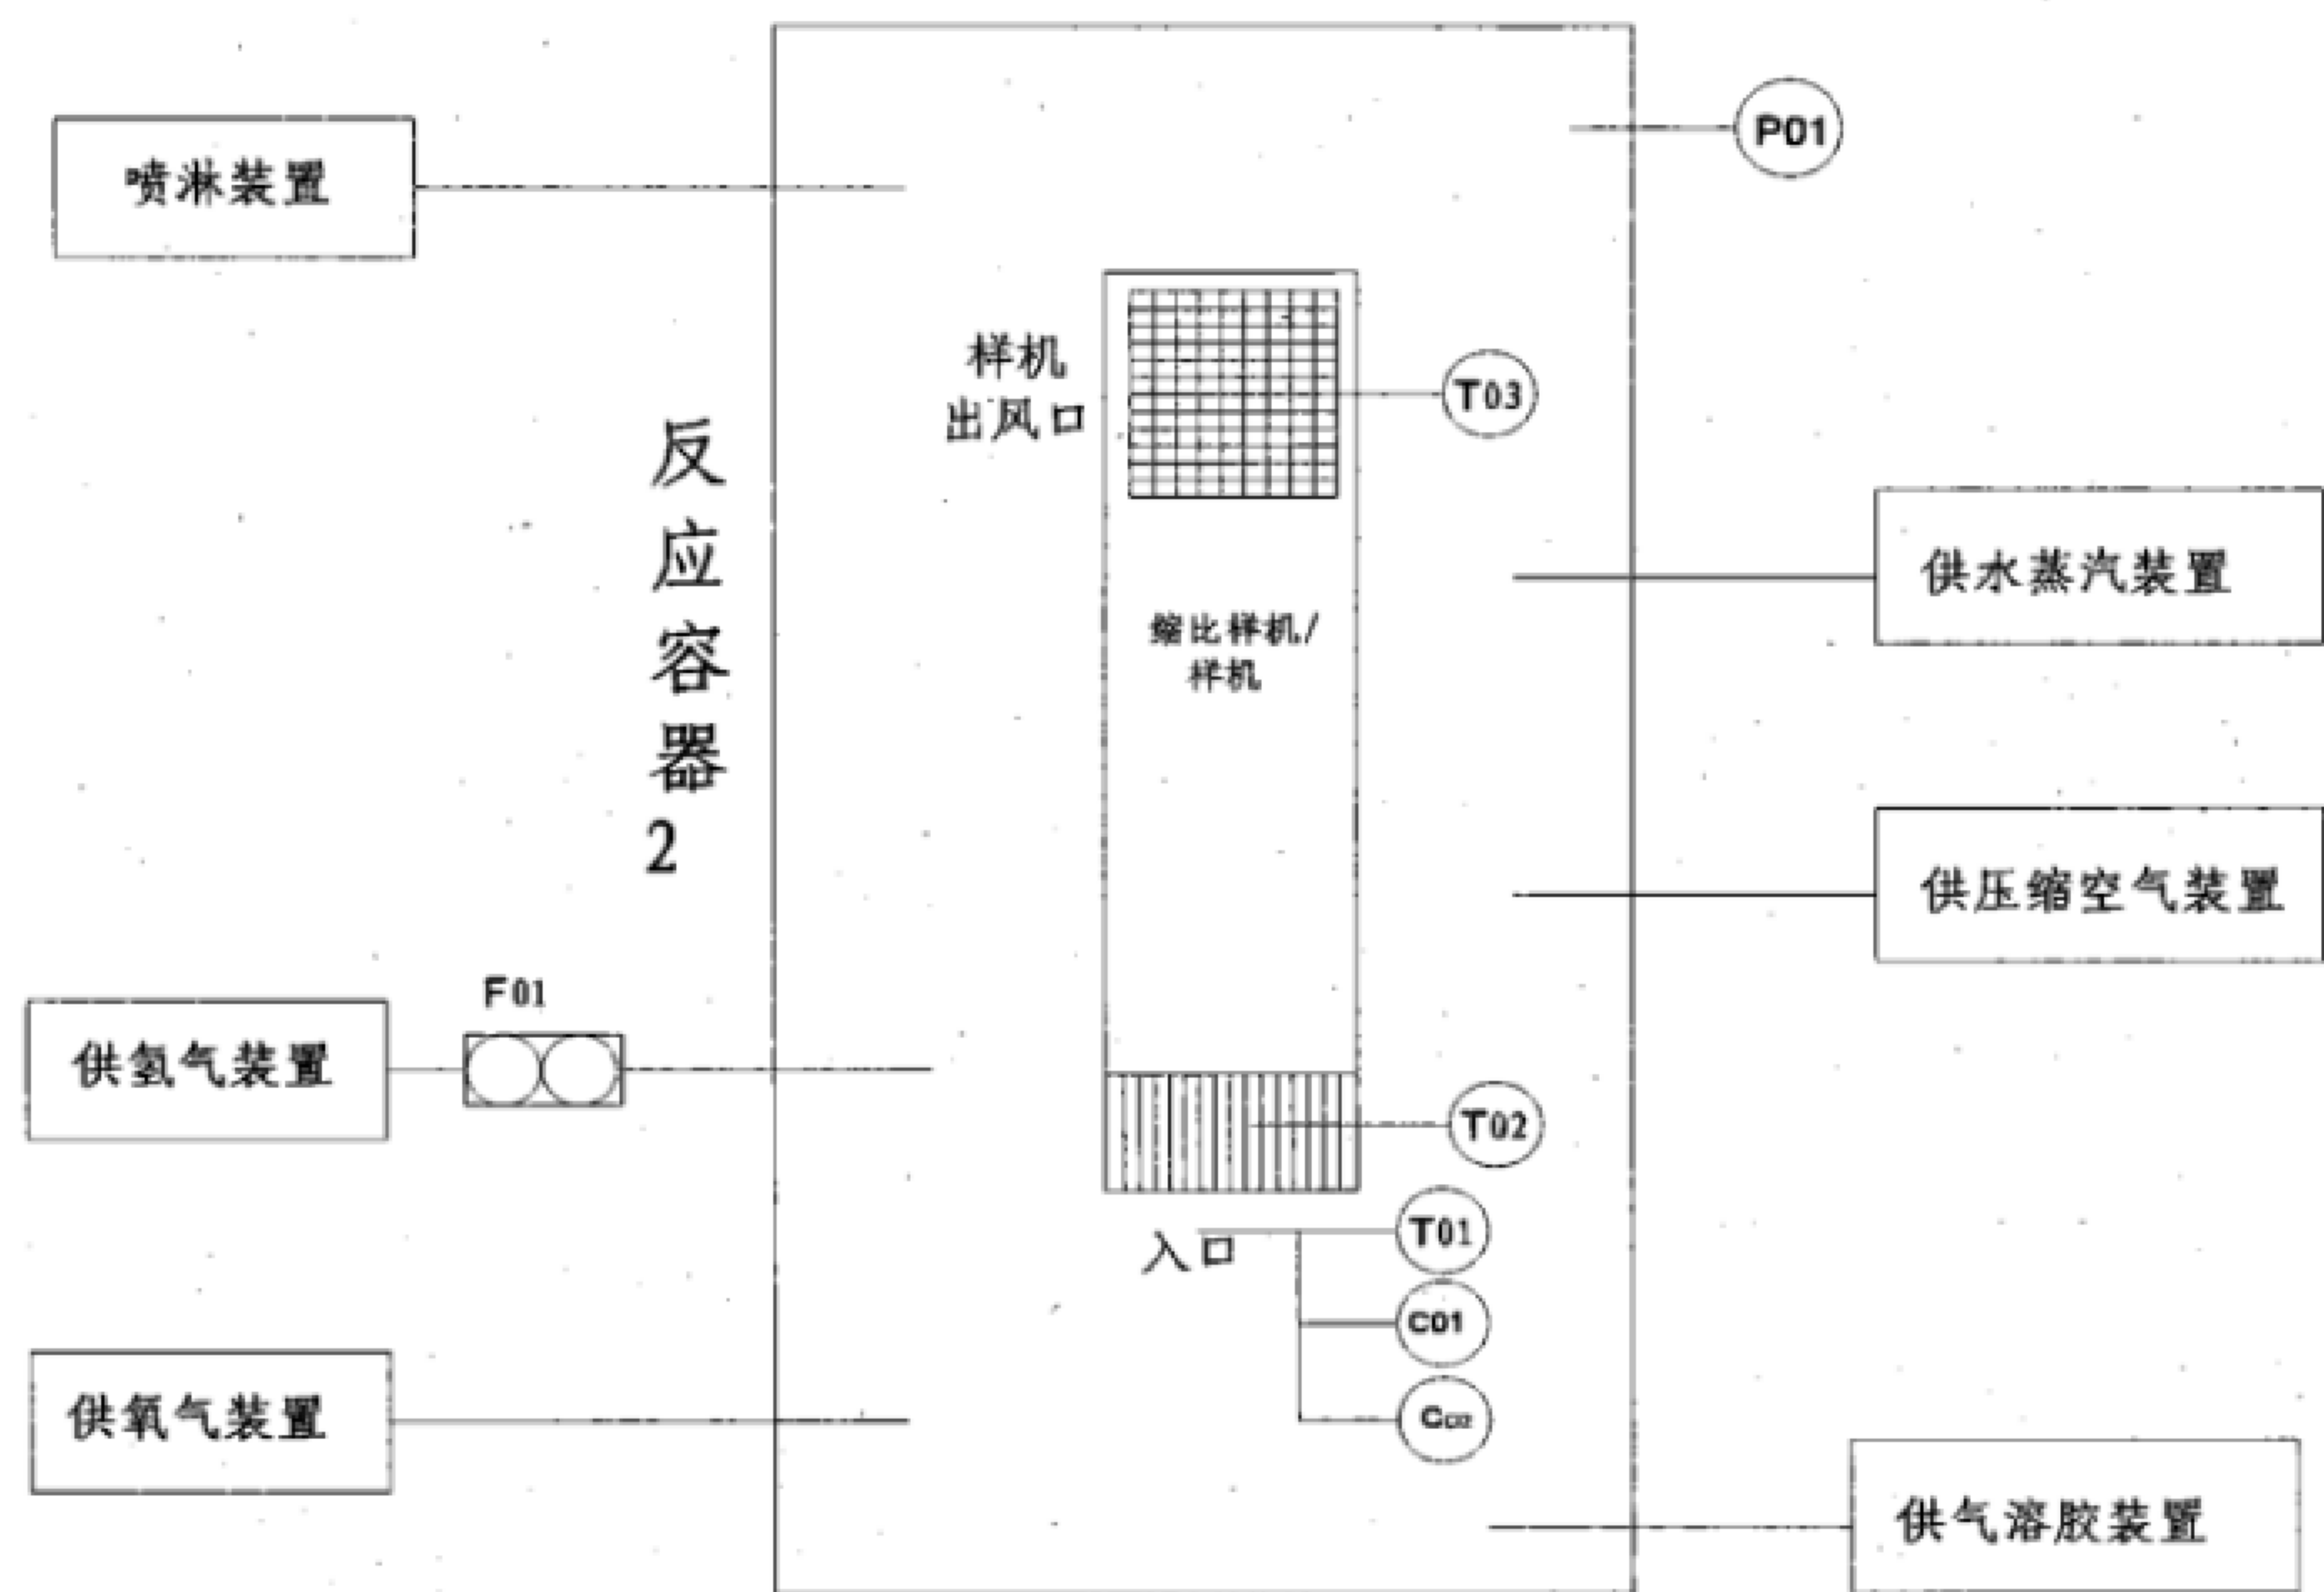 喷淋装置
P01
样机
出风口
T03
反应容器2
供水蒸汽装置
缩比样机/
样机
供压缩空气装置
F01
供氢气装置
T02
T01
入口
C01
C02
供氧气装置
供气溶胶装置